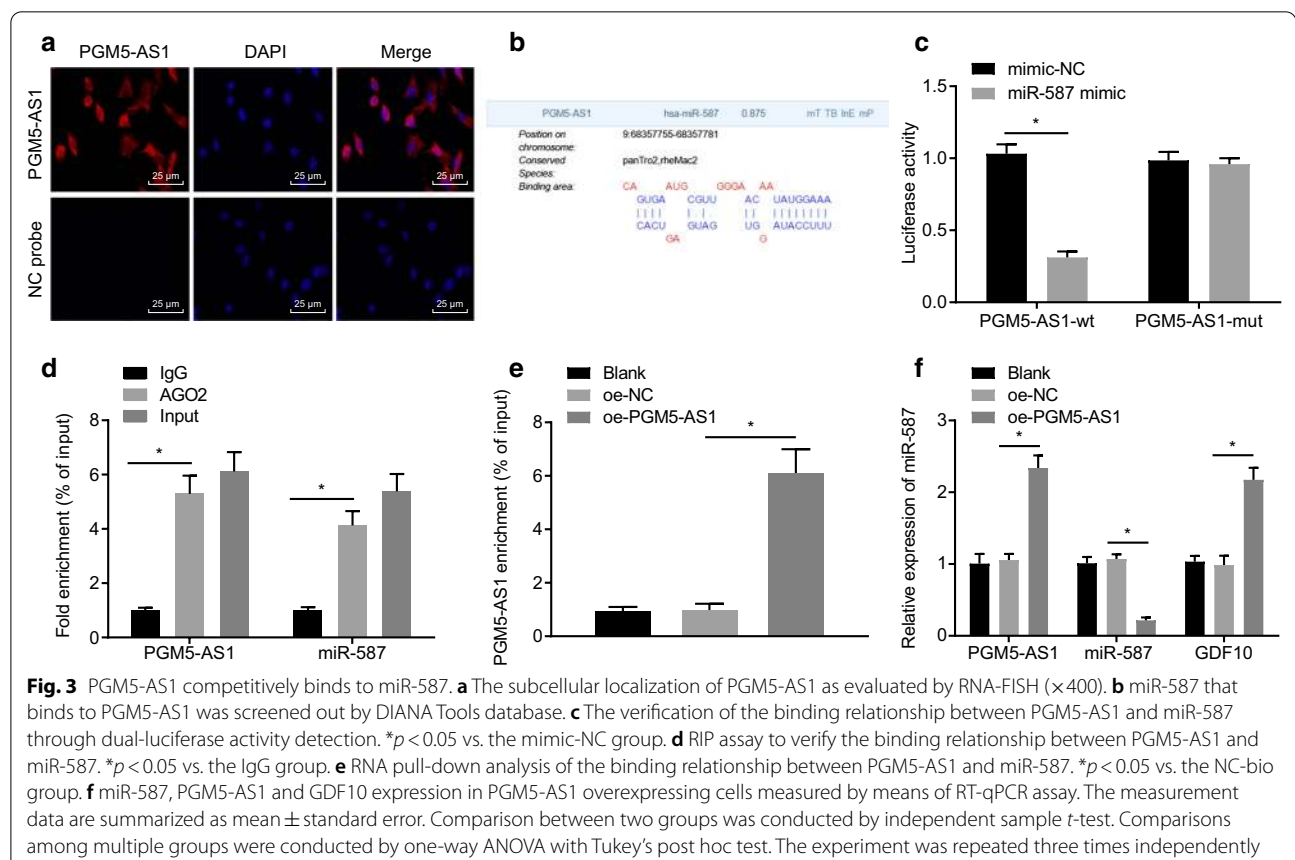 a
PGM5-AS1 DAPI Merge
PGM5-AS1
25 µm 25 µm 25 µm
NC probe
25 µm 25 µm 25 µm
b
PGM5-AS1 hsa-miR-587 0.875 mT TB InE mP
Position on chromosome: 9:68357755-68357781
Conserved Species: panTro2,rheMac2
Binding area: CA AUG GGGA AA
GUGA CGUU AC UAUGGAAA
CACU GUAG UG AUACCUUU
GA G
c
mimic-NC
miR-587 mimic
Luciferase activity
1.5
1.0
0.5
0.0
*
PGM5-AS1-wt PGM5-AS1-mut
d
IgG
AGO2
Input
Fold enrichment (% of input)
8
6
4
2
0
* *
PGM5-AS1 miR-587
e
Blank
oe-NC
oe-PGM5-AS1
PGM5-AS1 enrichment (% of input)
8
6
4
2
0
*
f
Blank
oe-NC
oe-PGM5-AS1
Relative expression of miR-587
3
2
1
0
* * *
PGM5-AS1 miR-587 GDF10
Fig. 3 PGM5-AS1 competitively binds to miR-587. a The subcellular localization of PGM5-AS1 as evaluated by RNA-FISH (×400). b miR-587 that
binds to PGM5-AS1 was screened out by DIANA Tools database. c The verification of the binding relationship between PGM5-AS1 and miR-587
through dual-luciferase activity detection. *p < 0.05 vs. the mimic-NC group. d RIP assay to verify the binding relationship between PGM5-AS1 and
miR-587. *p < 0.05 vs. the IgG group. e RNA pull-down analysis of the binding relationship between PGM5-AS1 and miR-587. *p < 0.05 vs. the NC-bio
group. f miR-587, PGM5-AS1 and GDF10 expression in PGM5-AS1 overexpressing cells measured by means of RT-qPCR assay. The measurement
data are summarized as mean ± standard error. Comparison between two groups was conducted by independent sample t-test. Comparisons
among multiple groups were conducted by one-way ANOVA with Tukey's post hoc test. The experiment was repeated three times independently